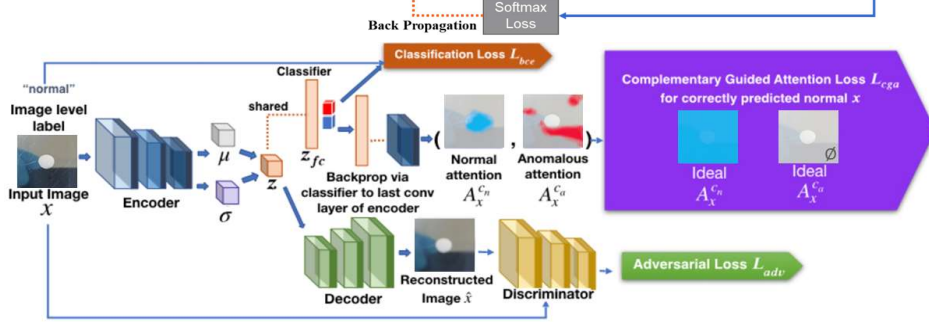 Softmax
Loss
Back Propagation
Classification Loss L_bce
"normal"
Image level
label
Input Image
x
Encoder
μ
σ
z
shared
Classifier
z_fc
Backprop via
classifier to last conv
layer of encoder
( , )
Normal
attention
A_x^{c_n}
Anomalous
attention
A_x^{c_a}
Complementary Guided Attention Loss L_cga
for correctly predicted normal x
Ideal
A_x^{c_n}
∅
Ideal
A_x^{c_a}
Decoder
Reconstructed
Image x̂
Discriminator
Adversarial Loss L_adv